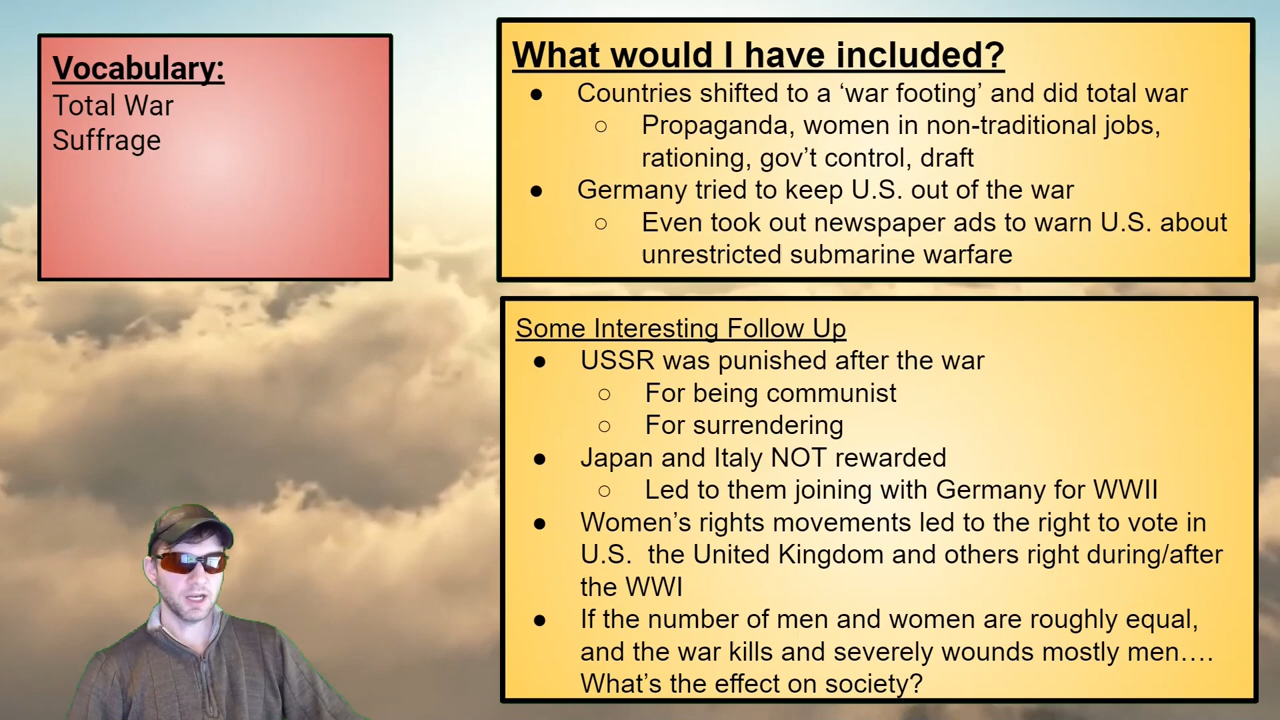 Vocabulary:
Total War
Suffrage
What would I have included?
● Countries shifted to a ‘war footing’ and did total war
○ Propaganda, women in non-traditional jobs,
rationing, gov’t control, draft
● Germany tried to keep U.S. out of the war
○ Even took out newspaper ads to warn U.S. about
unrestricted submarine warfare
Some Interesting Follow Up
● USSR was punished after the war
○ For being communist
○ For surrendering
● Japan and Italy NOT rewarded
○ Led to them joining with Germany for WWII
● Women’s rights movements led to the right to vote in
U.S.  the United Kingdom and others right during/after
the WWI
● If the number of men and women are roughly equal,
and the war kills and severely wounds mostly men….
What’s the effect on society?